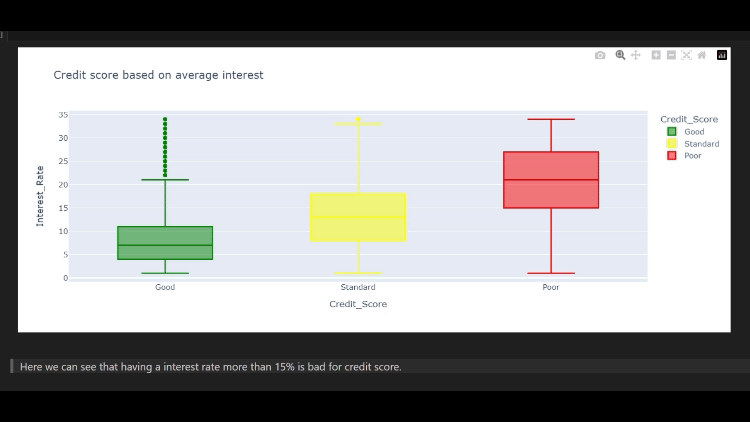 Credit score based on average interest
Credit_Score
Good
Standard
Poor
35
30
25
20
15
10
5
0
Interest_Rate
Good Standard Poor
Credit_Score
Here we can see that having a interest rate more than 15% is bad for credit score.